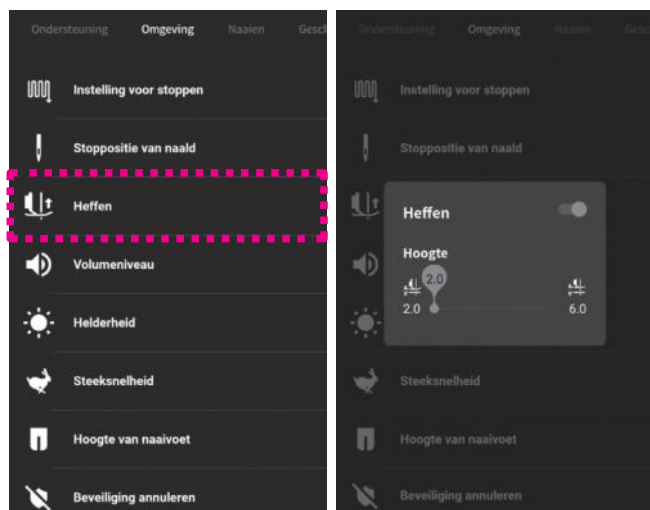 Ondersteuning Omgeving Naaien Gesch
Instelling voor stoppen
Stoppositie van naald
Heffen
Volumeniveau
Helderheid
Steeksnelheid
Hoogte van naaivoet
Beveiliging annuleren
Ondersteuning Omgeving Naaien Gesc
Instelling voor stoppen
Stoppositie van naald
Heffen
Hoogte
2.0
2.0 6.0
Steeksnelheid
Hoogte van naaivoet
Beveiliging annuleren